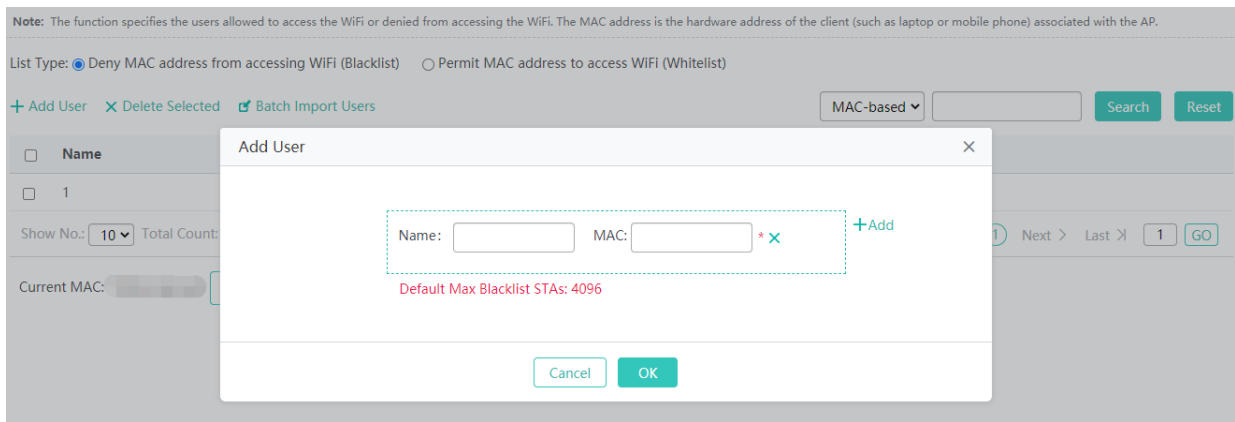 Note: The function specifies the users allowed to access the WiFi or denied from accessing the WiFi. The MAC address is the hardware address of the client (such as laptop or mobile phone) associated with the AP.
List Type: Deny MAC address from accessing WiFi (Blacklist) Permit MAC address to access WiFi (Whitelist)
+ Add User × Delete Selected Batch Import Users MAC-based Search Reset
Name
Add User ×
1
Name: MAC: * × +Add
Show No.: 10 Total Count: 1 Next > Last 1 GO
Current MAC:
Default Max Blacklist STAs: 4096
Cancel OK